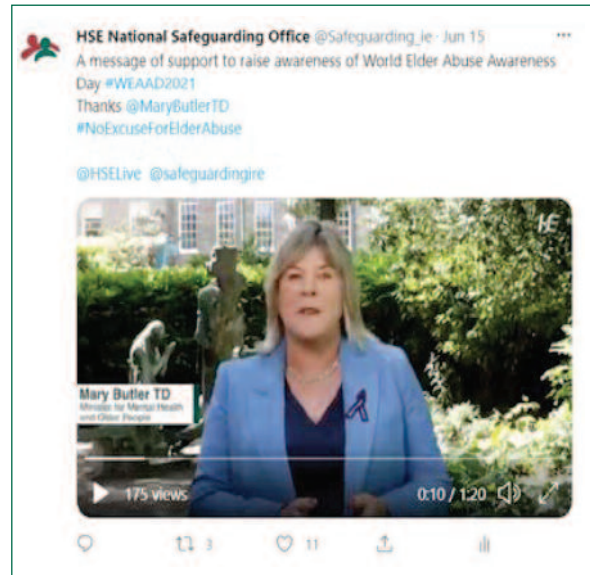 HSE National Safeguarding Office @Safeguarding_ie · Jun 15 ···
A message of support to raise awareness of World Elder Abuse Awareness
Day #WEAAD2021
Thanks @MaryButlerTD
#NoExcuseForElderAbuse
@HSELive @safeguardingire
Mary Butler TD
Minister for Mental Health
and Older People
175 views 0:10 / 1:20
3 11